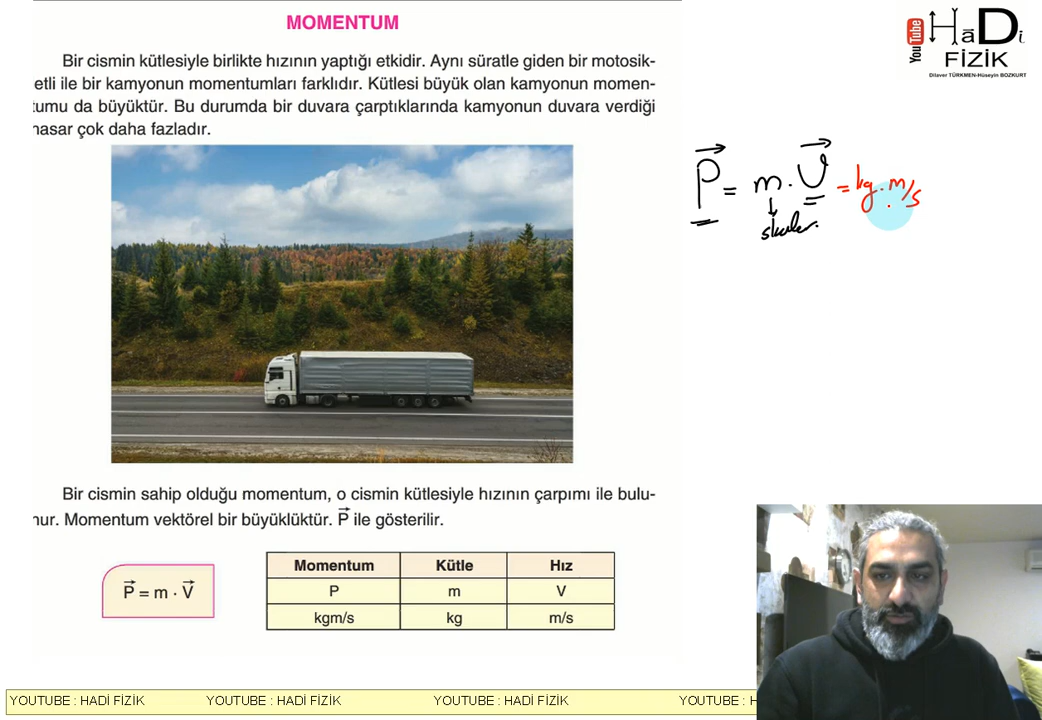 MOMENTUM
Bir cismin kütlesiyle birlikte hızının yaptığı etkidir. Aynı süratle giden bir motosik-
etli ile bir kamyonun momentumları farklıdır. Kütlesi büyük olan kamyonun momen-
tumu da büyüktür. Bu durumda bir duvara çarptıklarında kamyonun duvara verdiği
hasar çok daha fazladır.
YouTube HaDi
FİZİK
Dilaver TÜRKMEN-Hüseyin BOZKURT
P = m . V = kg . m/s
skaler.
Bir cismin sahip olduğu momentum, o cismin kütlesiyle hızının çarpımı ile bulu-
nur. Momentum vektörel bir büyüklüktür. P⃗ ile gösterilir.
P⃗ = m · V⃗
Momentum Kütle Hız
P m V
kgm/s kg m/s
YOUTUBE : HADİ FİZİK YOUTUBE : HADİ FİZİK YOUTUBE : HADİ FİZİK YOUTUBE : H